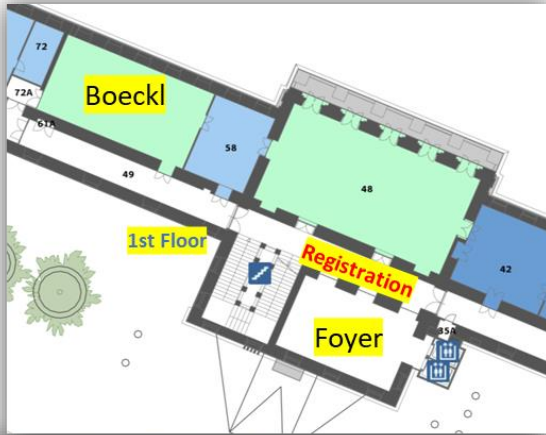 72
Boeckl
72A
61A
58
49
48
1st Floor
Registration
42
Foyer
35A